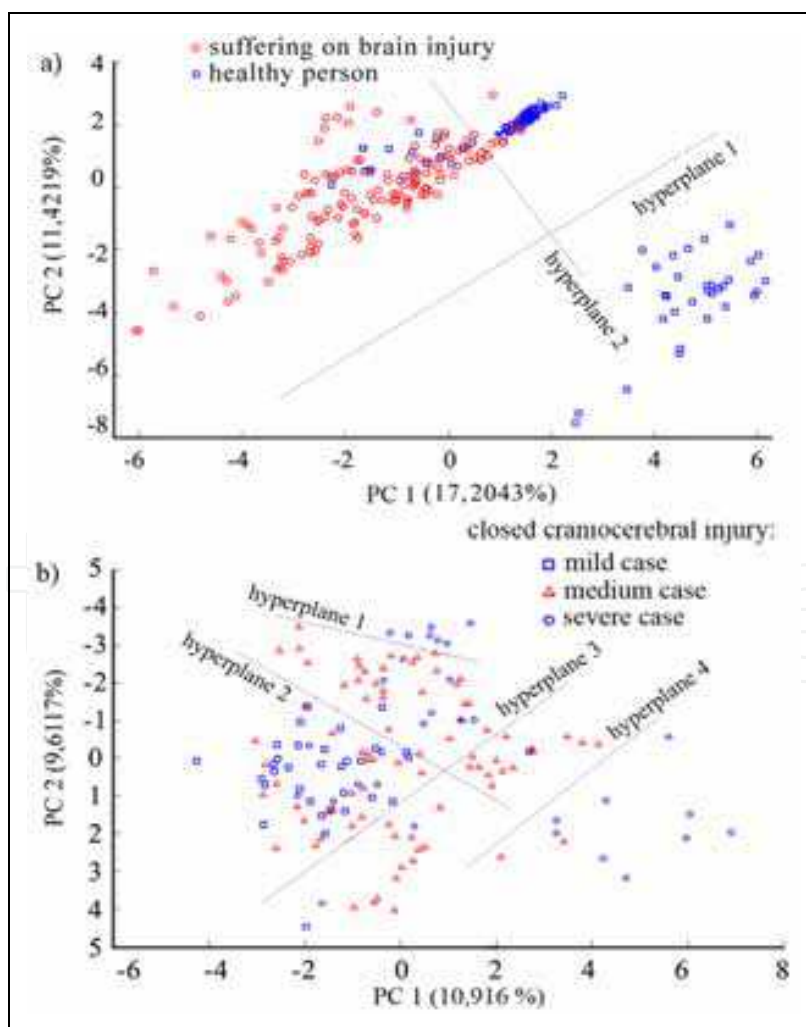 a)
suffering on brain injury
healthy person
4
2
0
-2
-4
-6
-8
PC 2 (11,4219%)
hyperplane 1
hyperplane 2
-6
-4
-2
0
2
4
6
PC 1 (17,2043%)
closed craniocerebral injury:
b)
mild case
medium case
severe case
5
-4
-3
-2
-1
0
1
2
3
4
5
PC 2 (9,6117%)
hyperplane 1
hyperplane 2
hyperplane 3
hyperplane 4
-6
-4
-2
0
2
4
6
8
PC 1 (10,916 %)